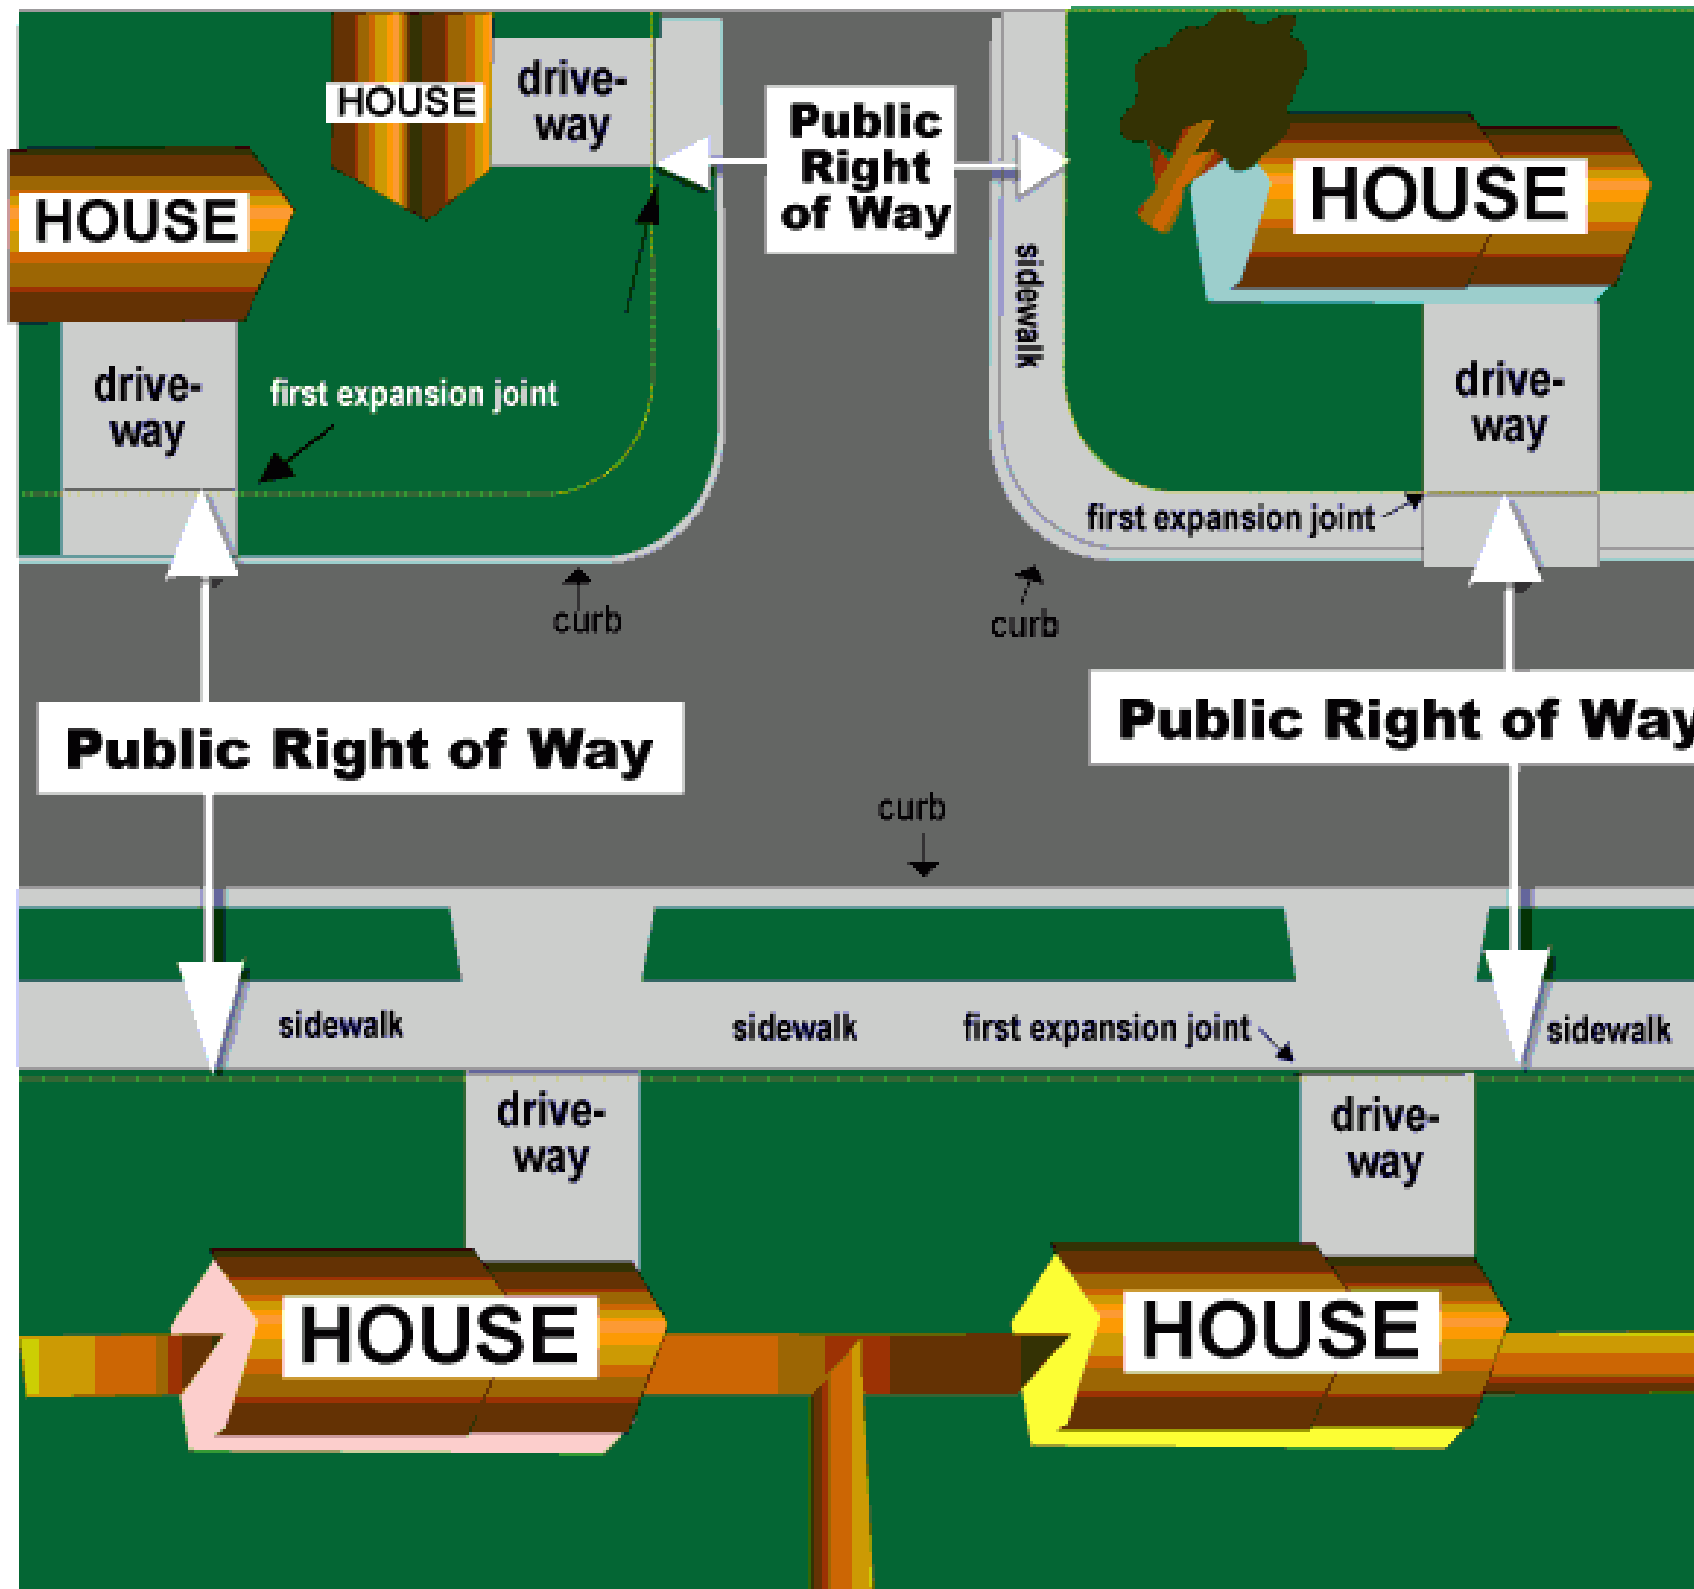 drive-
way
HOUSE
Public
Right
of Way
HOUSE
HOUSE
sidewalk
drive-
way
first expansion joint
drive-
way
first expansion joint
curb
curb
Public Right of Way
Public Right of Way
curb
sidewalk
sidewalk
first expansion joint
sidewalk
drive-
way
drive-
way
HOUSE
HOUSE